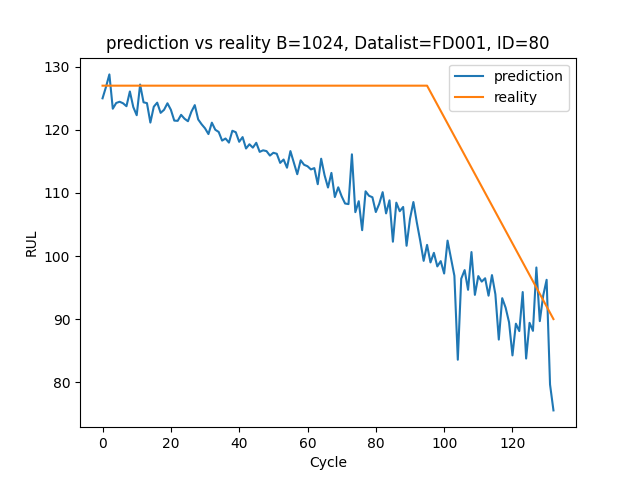 prediction vs reality B=1024, Datalist=FD001, ID=80
prediction
reality
RUL
130
120
110
100
90
80
0 20 40 60 80 100 120
Cycle